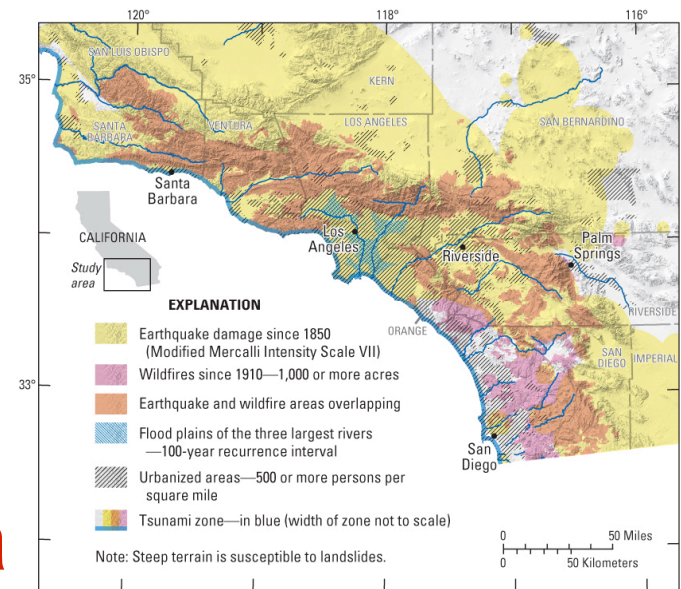 120°
118°
116°
SAN LUIS OBISPO
35°
KERN
SANTA
BARBARA
VENTURA
LOS ANGELES
SAN BERNARDINO
Santa
Barbara
Los
Angeles
Riverside
Palm
Springs
CALIFORNIA
Study
area
RIVERSIDE
ORANGE
SAN
DIEGO
IMPERIAL
33°
San
Diego
EXPLANATION
Earthquake damage since 1850
(Modified Mercalli Intensity Scale VII)
Wildfires since 1910—1,000 or more acres
Earthquake and wildfire areas overlapping
Flood plains of the three largest rivers
—100-year recurrence interval
Urbanized areas—500 or more persons per
square mile
Tsunami zone—in blue (width of zone not to scale)
Note: Steep terrain is susceptible to landslides.
0 50 Miles
0 50 Kilometers